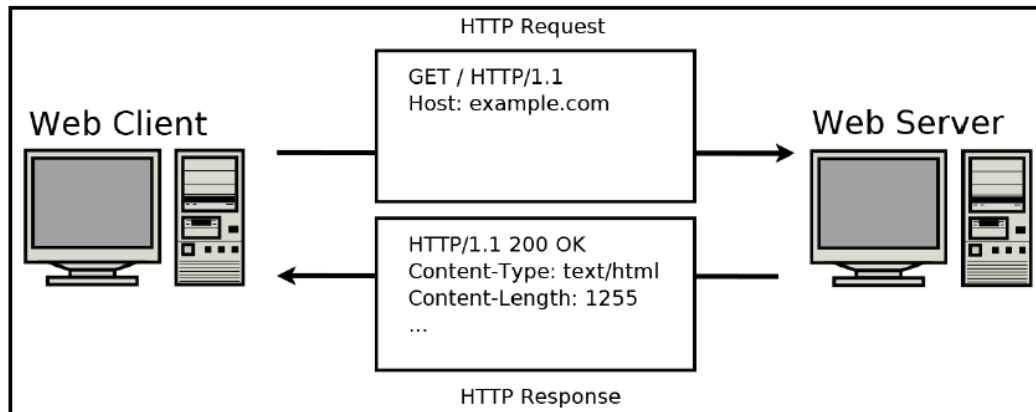 HTTP Request
GET / HTTP/1.1
Host: example.com
Web Client
Web Server
HTTP/1.1 200 OK
Content-Type: text/html
Content-Length: 1255
...
HTTP Response